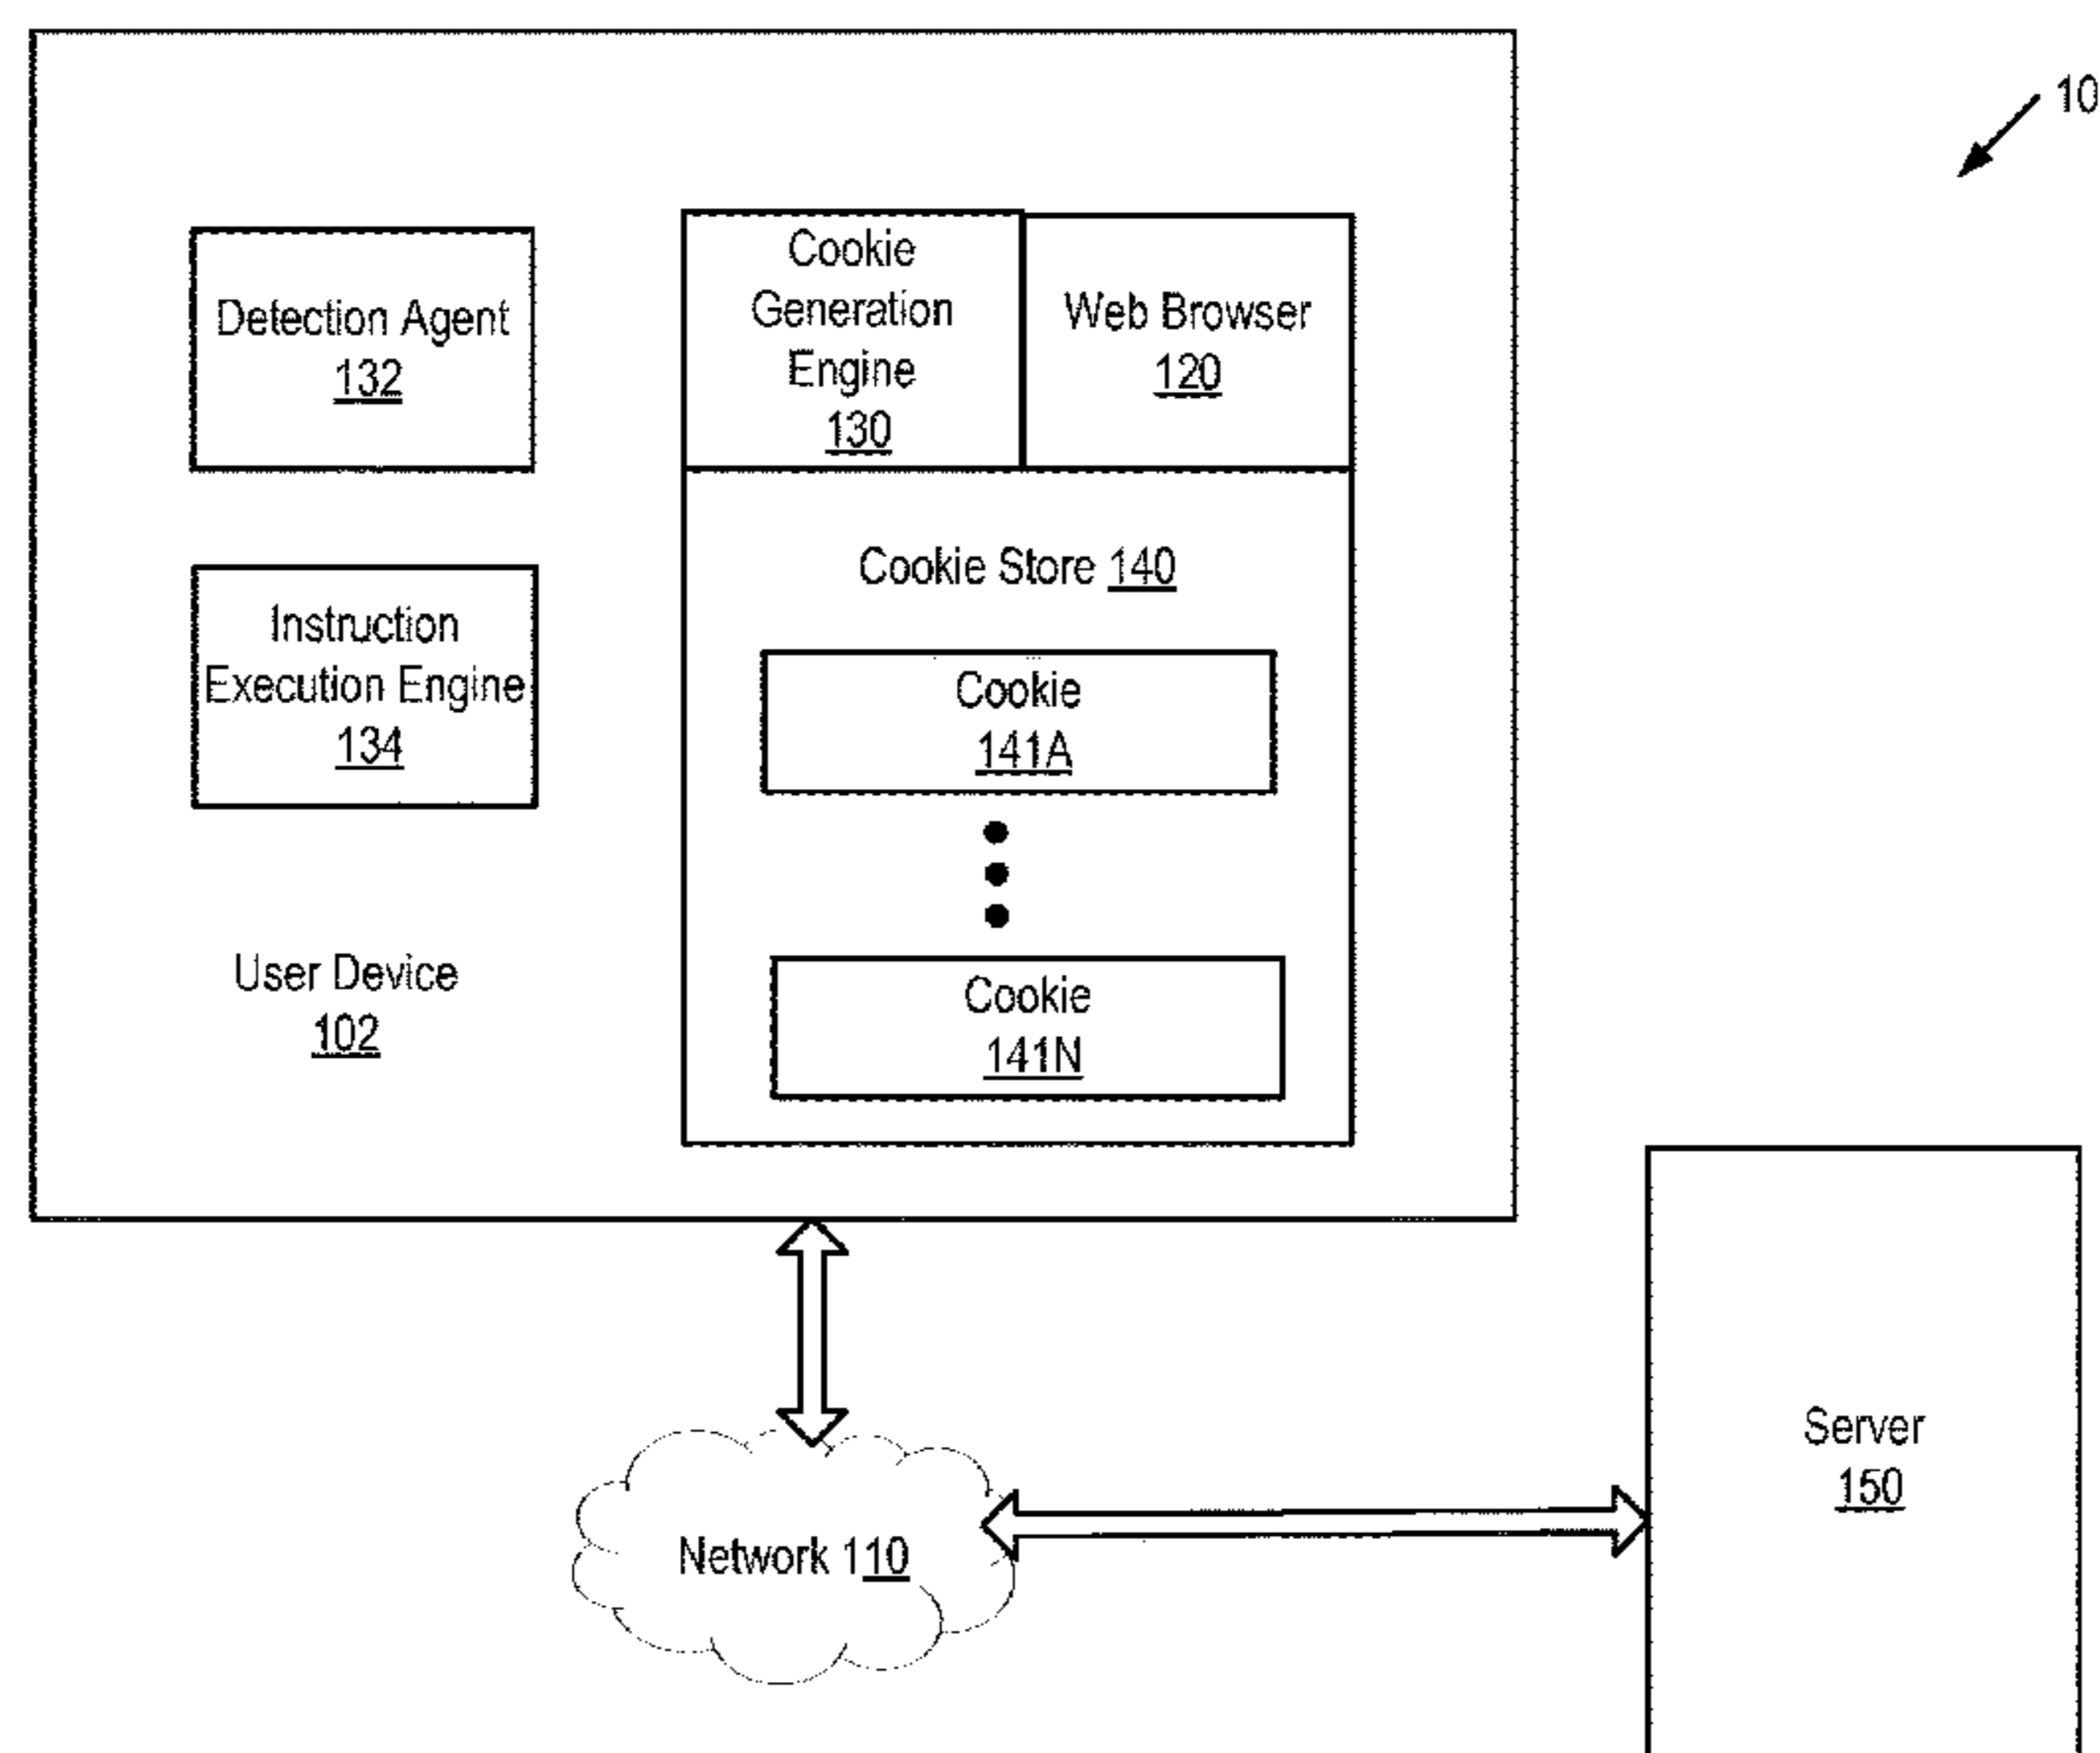 10
Detection Agent
132
Cookie
Generation
Engine
130
Web Browser
120
Instruction
Execution Engine
134
Cookie Store 140
Cookie
141A
Cookie
141N
User Device
102
Network 110
Server
150